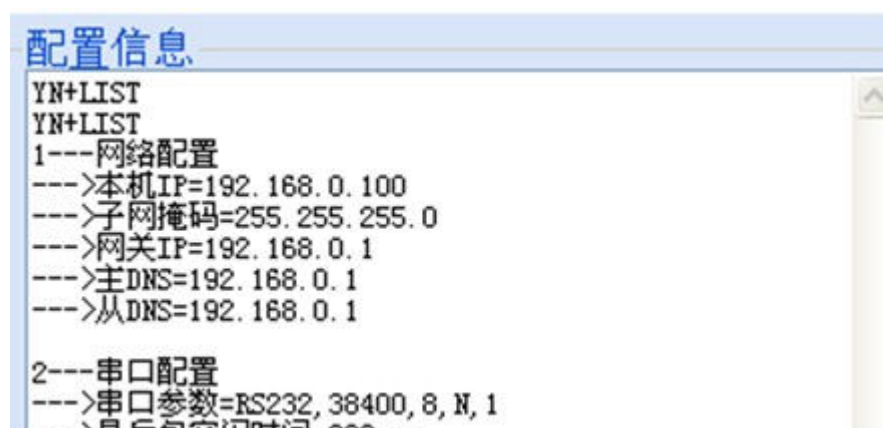 配置信息
YN+LIST
YN+LIST
1---网络配置
--->本机IP=192.168.0.100
--->子网掩码=255.255.255.0
--->网关IP=192.168.0.1
--->主DNS=192.168.0.1
--->从DNS=192.168.0.1
2---串口配置
--->串口参数=RS232,38400,8,N,1